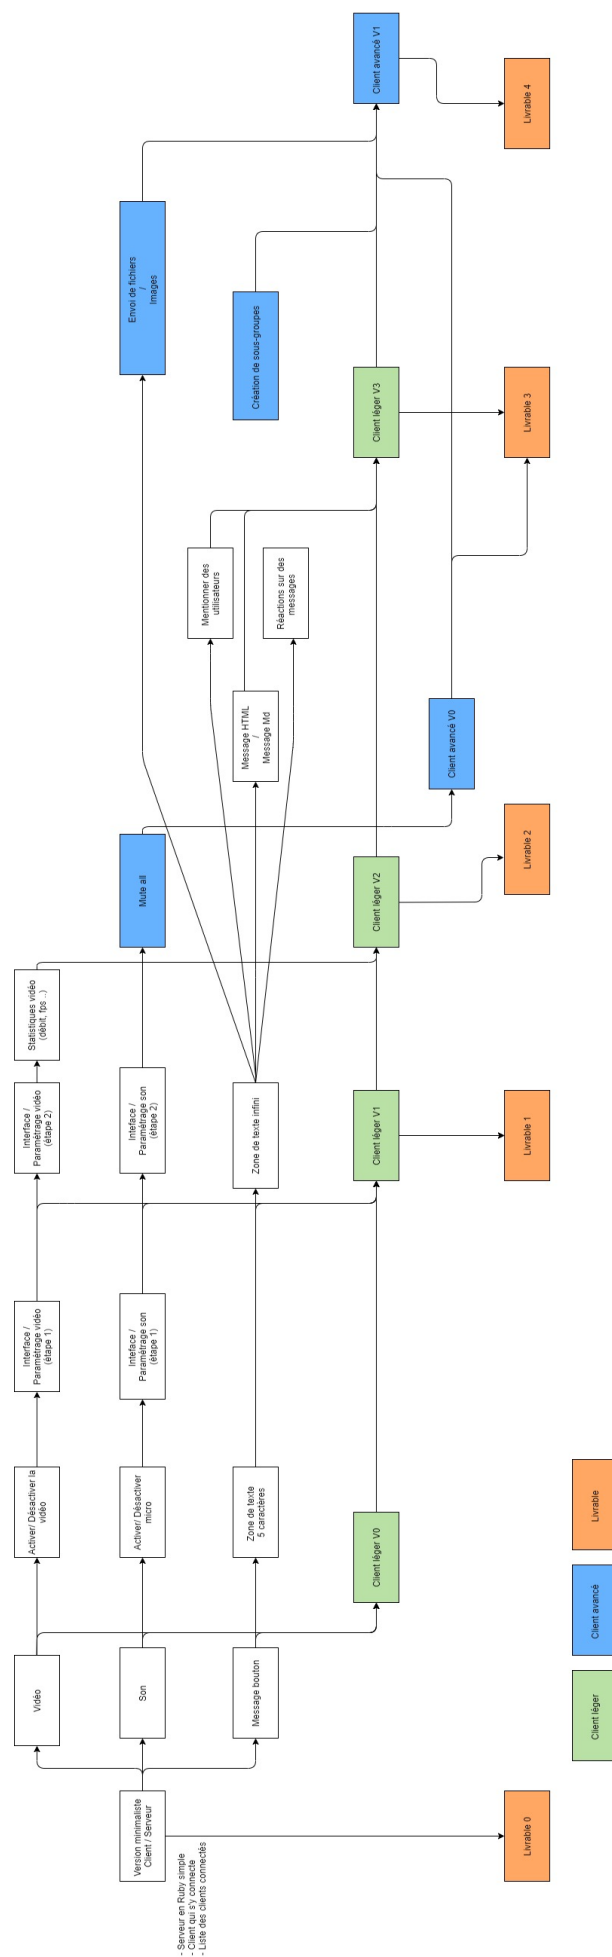 Version minimaliste
Client / Serveur
- Serveur en Ruby simple
- Client qui s'y connecte
- Liste des clients connectés
Livrable 0
Vidéo
Son
Message bouton
Client léger V0
Activer/ Désactiver la
vidéo
Activer/ Désactiver
micro
Zone de texte
5 caractères
Interface /
Paramétrage vidéo
(étape 1)
Inteface /
Paramétrage son
(étape 1)
Interface /
Paramétrage vidéo
(étape 2)
Inteface /
Paramétrage son
(étape 2)
Zone de texte infini
Client léger V1
Livrable 1
Statistiques vidéo
(débit, fps ..)
Mute all
Client léger V2
Livrable 2
Message HTML
/
Message Md
Client avancé V0
Mentionner des
utilisateurs
Réactions sur des
messages
Client léger V3
Livrable 3
Envoi de fichiers
/
Images
Création de sous-groupes
Client avancé V1
Livrable 4
Client léger
Client avancé
Livrable